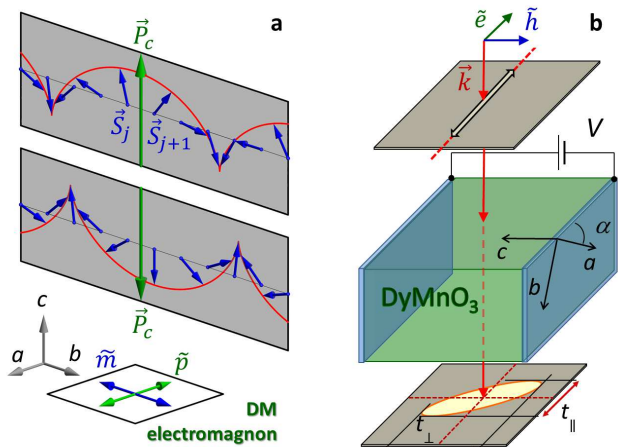 a
P⃗c
S⃗j
S⃗j+1
P⃗c
c
a
b
m̃
p̃
DM
electromagnon
b
ẽ
h̃
k⃗
V
α
c
a
b
DyMnO3
t⊥
t∥